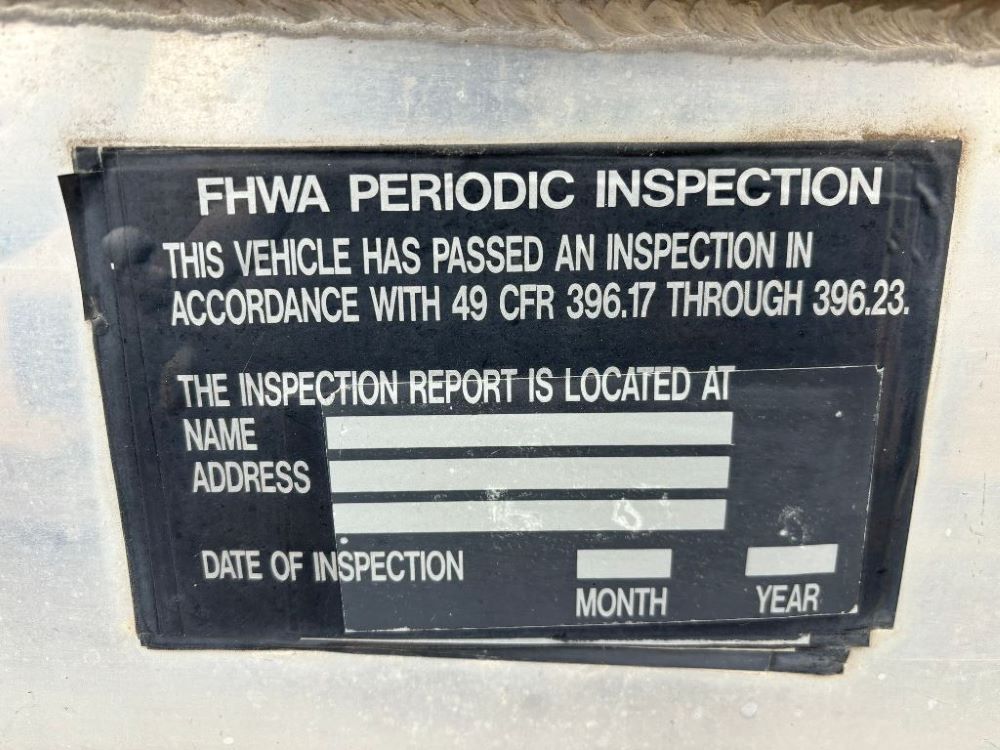 FHWA PERIODIC INSPECTION
THIS VEHICLE HAS PASSED AN INSPECTION IN
ACCORDANCE WITH 49 CFR 396.17 THROUGH 396.23.
THE INSPECTION REPORT IS LOCATED AT
NAME
ADDRESS
DATE OF INSPECTION
MONTH YEAR